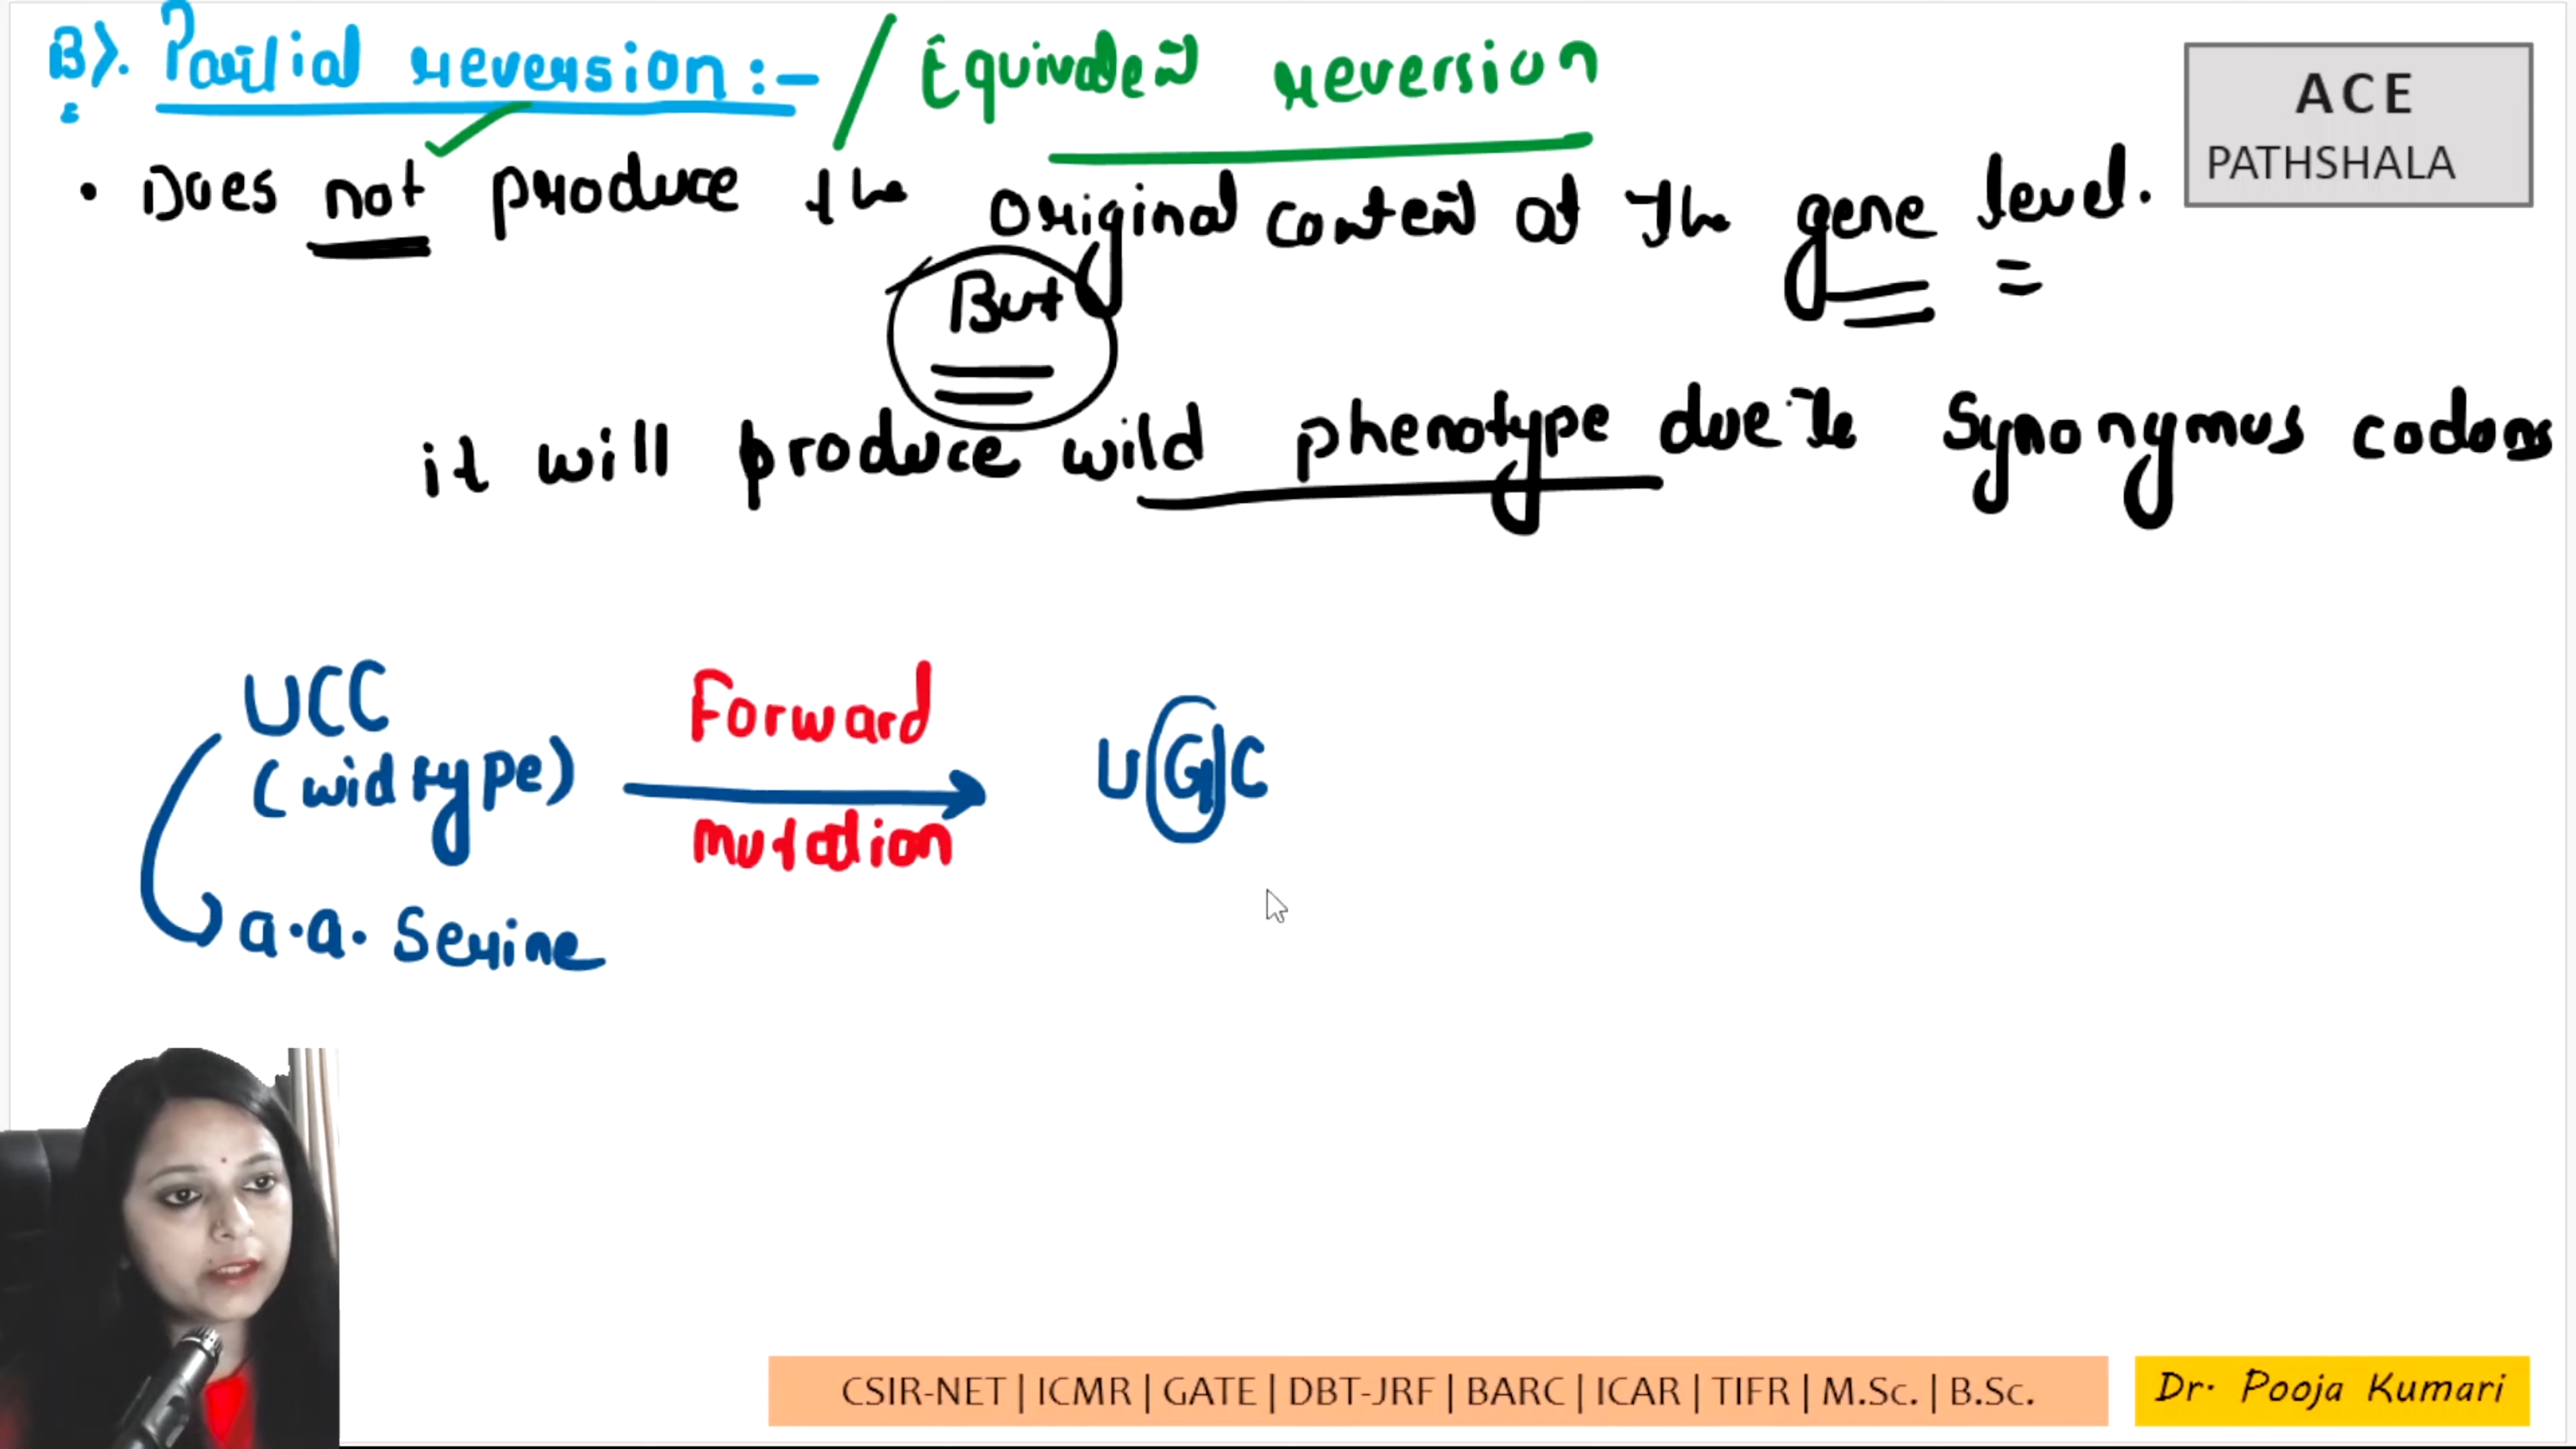 B). Partial reversion :- / Equivalent reversion
ACE
PATHSHALA
• Does not produce the original content at the gene level.
But
it will produce wild phenotype due to Synonymus codons
UCC
(wid type)
a.a. Serine
Forward
mutation
UGC
CSIR-NET | ICMR | GATE | DBT-JRF | BARC | ICAR | TIFR | M.Sc. | B.Sc.
Dr. Pooja Kumari